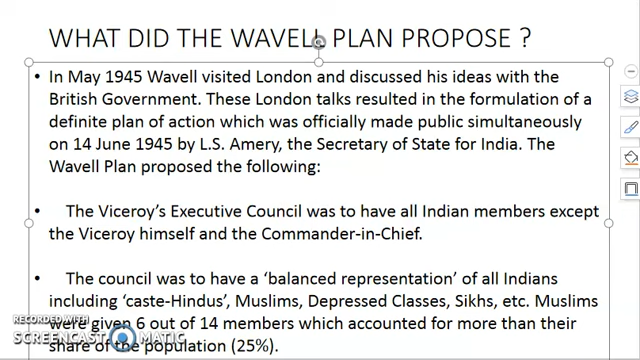 WHAT DID THE WAVELL PLAN PROPOSE ?
• In May 1945 Wavell visited London and discussed his ideas with the
British Government. These London talks resulted in the formulation of a
definite plan of action which was officially made public simultaneously
on 14 June 1945 by L.S. Amery, the Secretary of State for India. The
Wavell Plan proposed the following:
• The Viceroy's Executive Council was to have all Indian members except
the Viceroy himself and the Commander-in-Chief.
• The council was to have a 'balanced representation' of all Indians
including 'caste-Hindus', Muslims, Depressed Classes, Sikhs, etc. Muslims
were given 6 out of 14 members which accounted for more than their
share of the population (25%).
RECORDED WITH
SCREENCAST MATIC